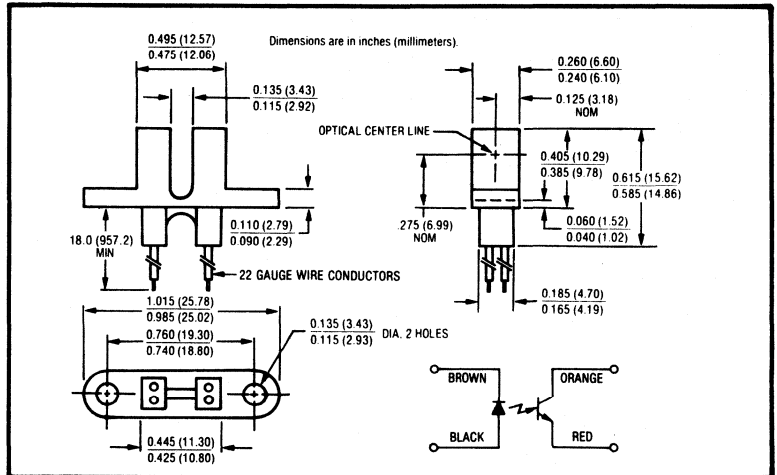 Dimensions are in inches (millimeters).
0.495 (12.57)
0.475 (12.06)
0.135 (3.43)
0.115 (2.92)
0.260 (6.60)
0.240 (6.10)
0.125 (3.18)
NOM
OPTICAL CENTER LINE
0.405 (10.29)
0.385 (9.78)
0.615 (15.62)
0.585 (14.86)
0.110 (2.79)
0.090 (2.29)
.275 (6.99)
NOM
0.060 (1.52)
0.040 (1.02)
18.0 (957.2)
MIN
22 GAUGE WIRE CONDUCTORS
0.185 (4.70)
0.165 (4.19)
1.015 (25.78)
0.985 (25.02)
0.760 (19.30)
0.740 (18.80)
0.135 (3.43)
0.115 (2.93)
DIA. 2 HOLES
0.445 (11.30)
0.425 (10.80)
BROWN
ORANGE
BLACK
RED